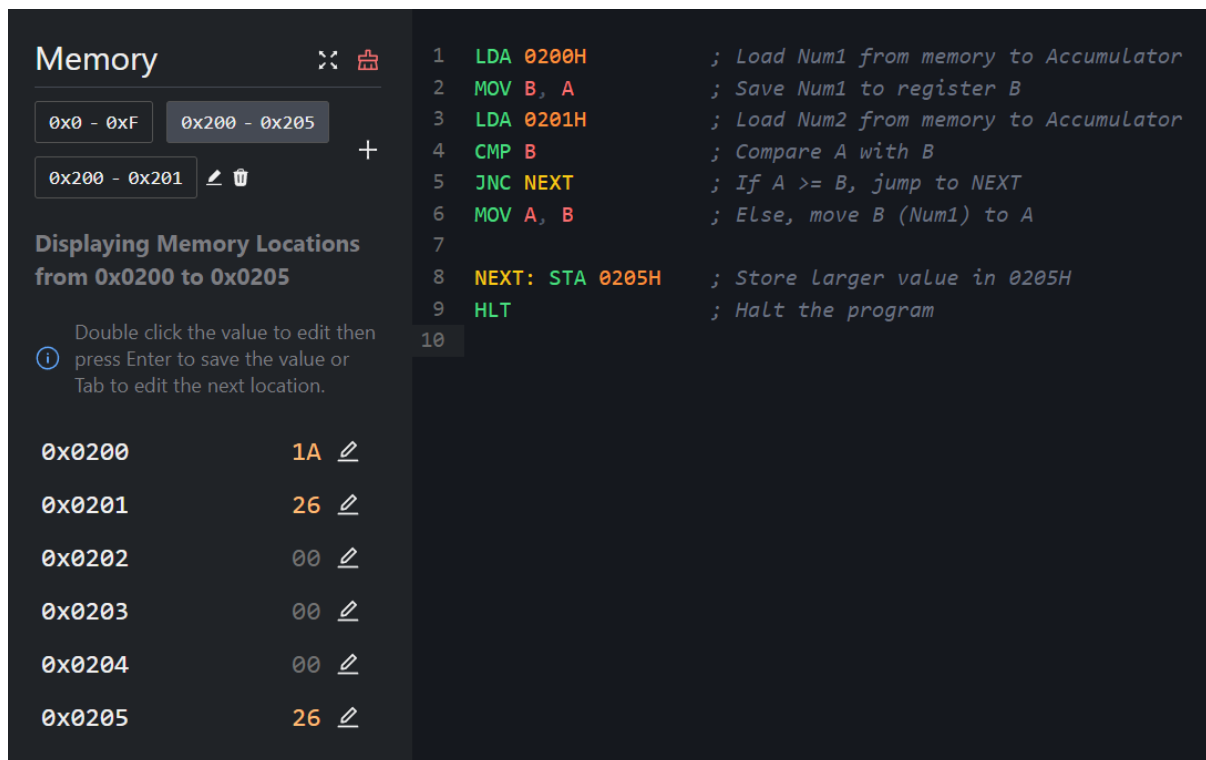 Memory
0x0 - 0xF
0x200 - 0x205
0x200 - 0x201
Displaying Memory Locations
from 0x0200 to 0x0205
Double click the value to edit then
press Enter to save the value or
Tab to edit the next location.
0x0200 1A
0x0201 26
0x0202 00
0x0203 00
0x0204 00
0x0205 26
1 LDA 0200H ; Load Num1 from memory to Accumulator
2 MOV B, A ; Save Num1 to register B
3 LDA 0201H ; Load Num2 from memory to Accumulator
4 CMP B ; Compare A with B
5 JNC NEXT ; If A >= B, jump to NEXT
6 MOV A, B ; Else, move B (Num1) to A
7
8 NEXT: STA 0205H ; Store larger value in 0205H
9 HLT ; Halt the program
10